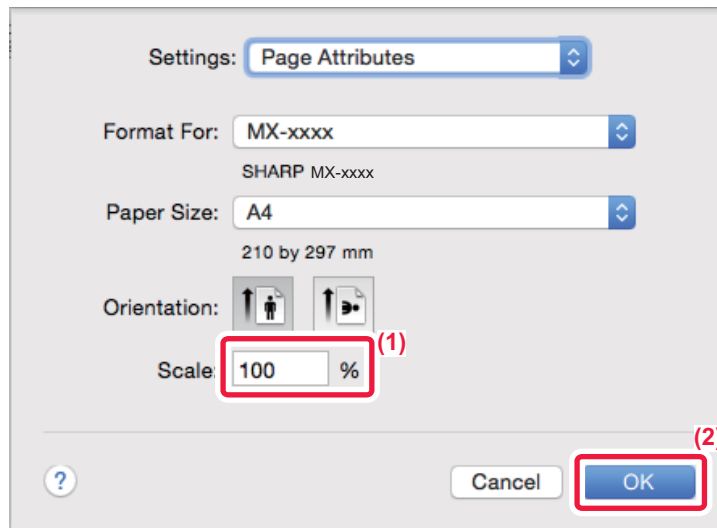 Settings: Page Attributes
Format For: MX-xxxx
SHARP MX-xxxx
Paper Size: A4
210 by 297 mm
Orientation:
(1)
Scale: 100 %
(2)
? Cancel OK